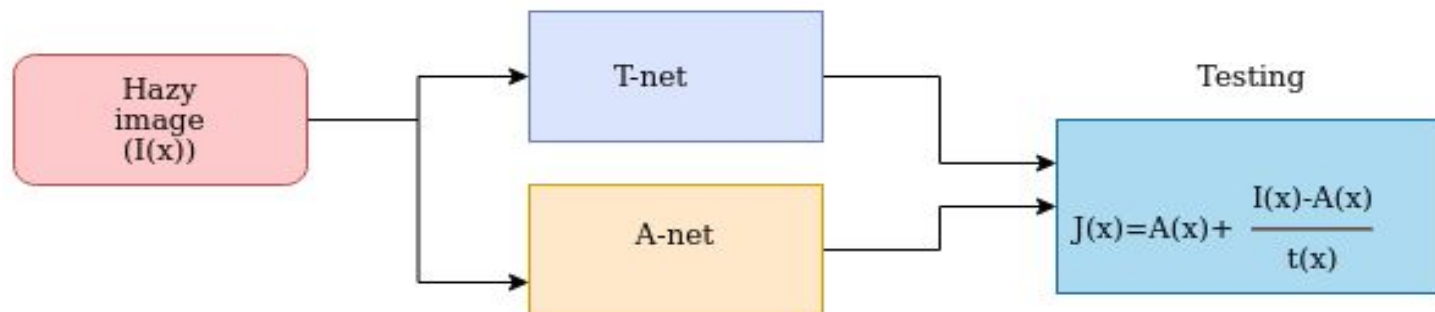 Hazy
image
(I(x))
T-net
A-net
Testing
J(x)=A(x)+ I(x)-A(x)
t(x)